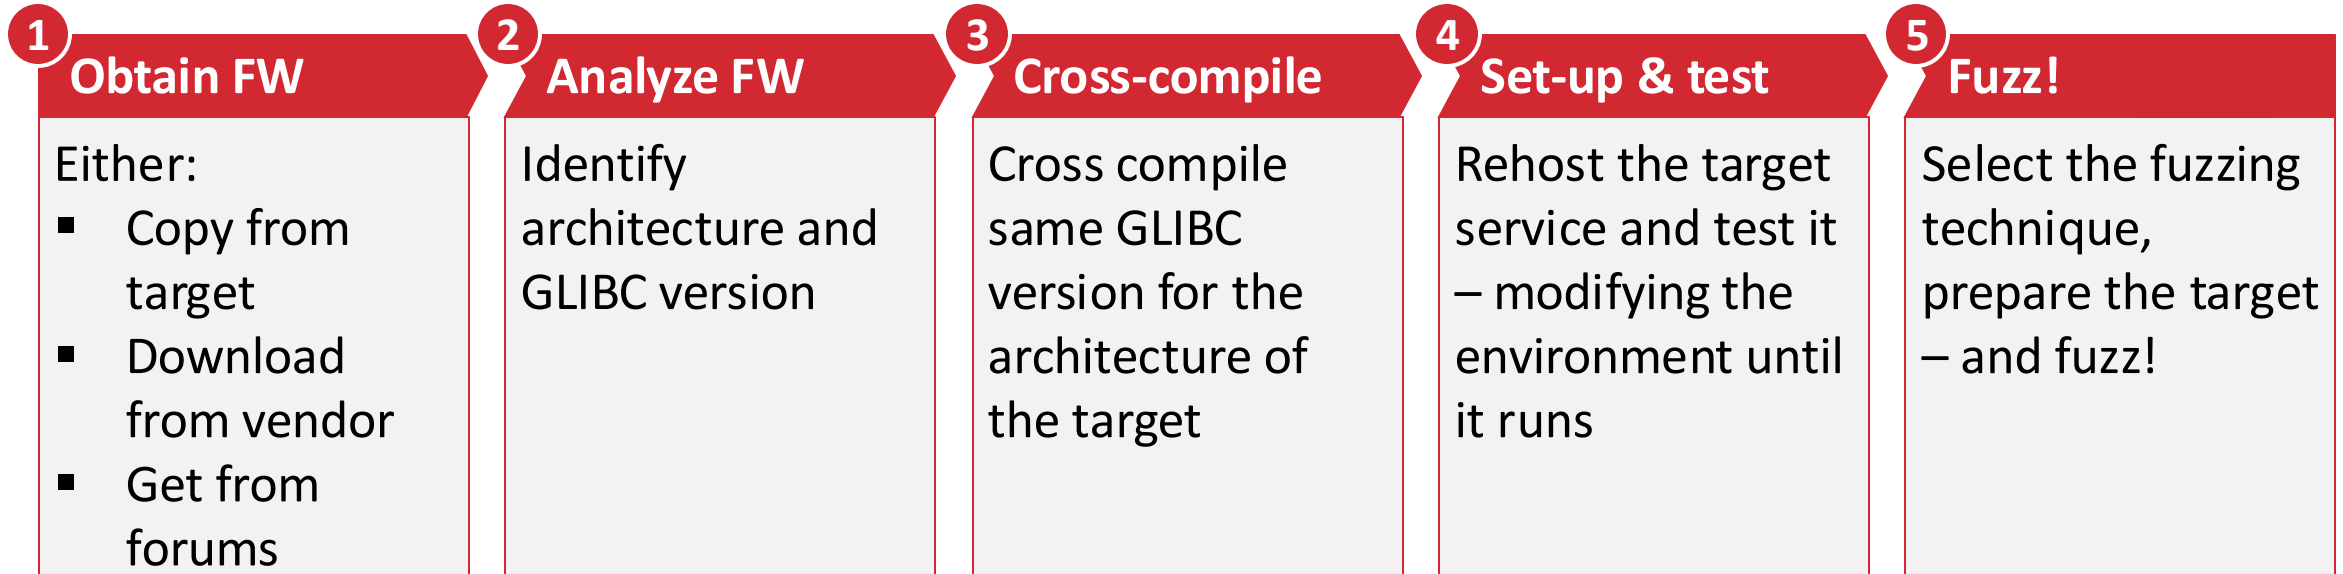 1
Obtain FW
Either:
▪ Copy from
target
▪ Download
from vendor
▪ Get from
forums
2
Analyze FW
Identify
architecture and
GLIBC version
3
Cross-compile
Cross compile
same GLIBC
version for the
architecture of
the target
4
Set-up & test
Rehost the target
service and test it
– modifying the
environment until
it runs
5
Fuzz!
Select the fuzzing
technique,
prepare the target
– and fuzz!